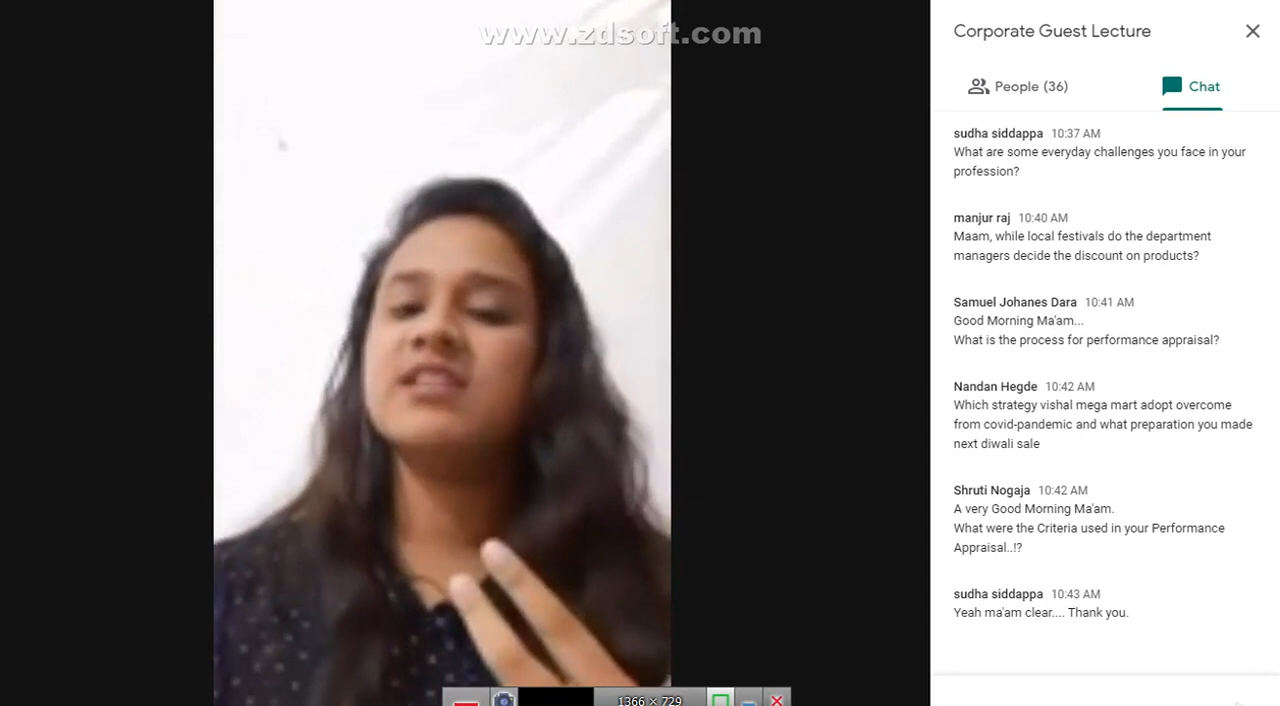 www.zdsoft.com
Corporate Guest Lecture
People (36)
Chat
sudha siddappa 10:37 AM
What are some everyday challenges you face in your
profession?
manjur raj 10:40 AM
Maam, while local festivals do the department
managers decide the discount on products?
Samuel Johanes Dara 10:41 AM
Good Morning Ma'am...
What is the process for performance appraisal?
Nandan Hegde 10:42 AM
Which strategy vishal mega mart adopt overcome
from covid-pandemic and what preparation you made
next diwali sale
Shruti Nogaja 10:42 AM
A very Good Morning Ma'am.
What were the Criteria used in your Performance
Appraisal..!?
sudha siddappa 10:43 AM
Yeah ma'am clear.... Thank you.
1366 × 729